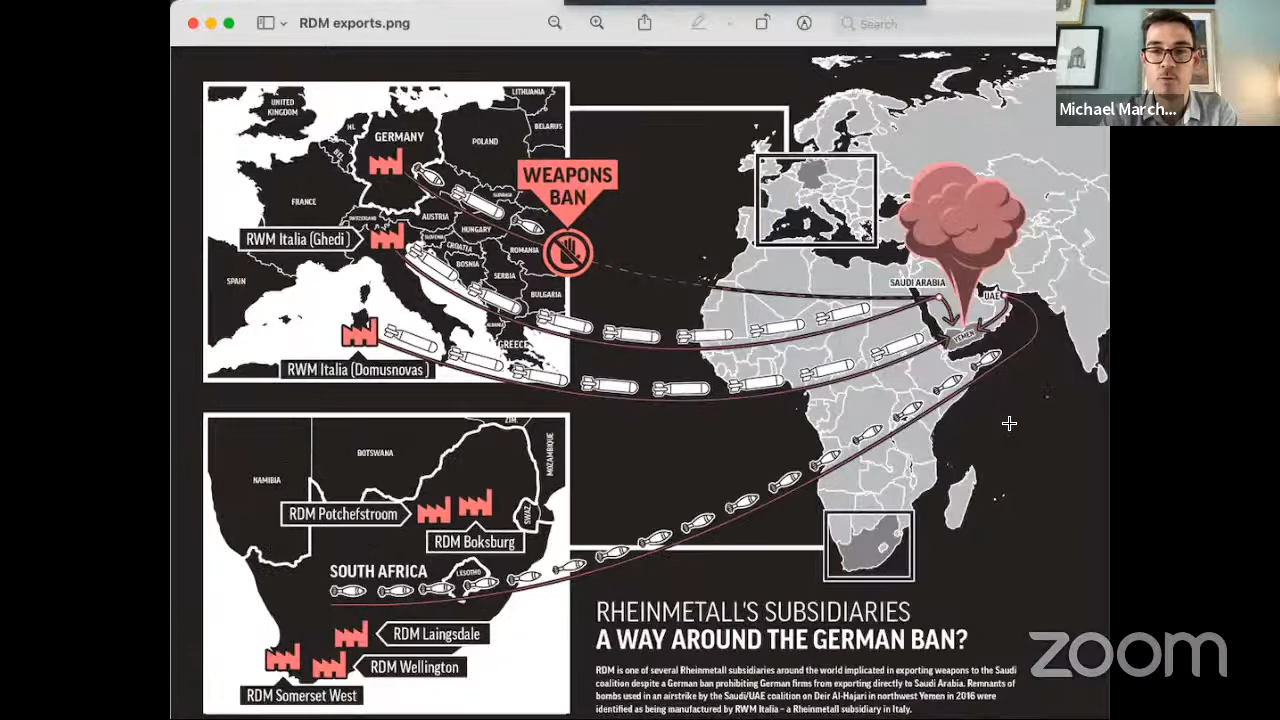 RDM exports.png
Search
Michael March...
LITHUANIA
UNITED
KINGDOM
NL
BELARUS
GERMANY
POLAND
BEL
WEAPONS
BAN
FRANCE
SWITZERLAND
AUSTRIA
HUNGARY
SLOVENIA
CROATIA
ROMANIA
RWM Italia (Ghedi)
BOSNIA
SERBIA
SPAIN
BULGARIA
ALBANIA
GREECE
RWM Italia (Domusnovas)
SAUDI ARABIA
UAE
YEMEN
ZIM.
BOTSWANA
MOZAMBIQUE
NAMIBIA
RDM Potchefstroom
SWAZ.
RDM Boksburg
SOUTH AFRICA
LESOTHO
RDM Laingsdale
RDM Wellington
RDM Somerset West
RHEINMETALL'S SUBSIDIARIES
A WAY AROUND THE GERMAN BAN?
RDM is one of several Rheinmetall subsidiaries around the world implicated in exporting weapons to the Saudi
coalition despite a German ban prohibiting German firms from exporting directly to Saudi Arabia. Remnants of
bombs used in an airstrike by the Saudi/UAE coalition on Deir Al-Hajari in northwest Yemen in 2016 were
identified as being manufactured by RWM Italia – a Rheinmetall subsidiary in Italy.
zoom